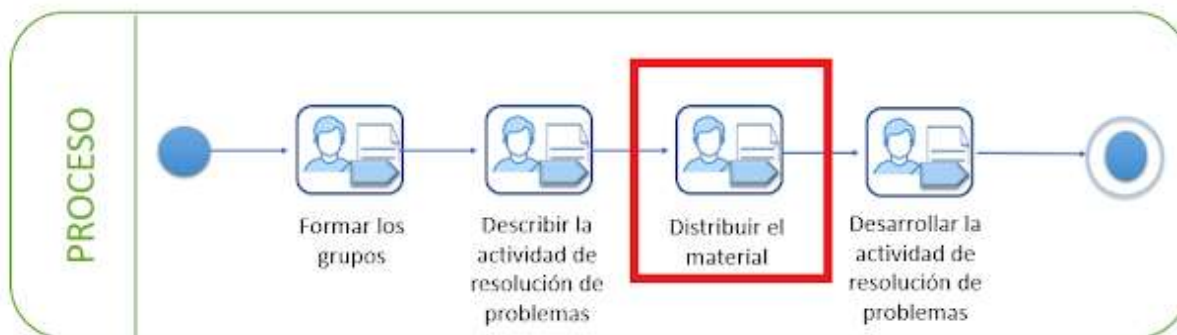 PROCESO
Formar los
grupos
Describir la
actividad de
resolución de
problemas
Distribuir el
material
Desarrollar la
actividad de
resolución de
problemas